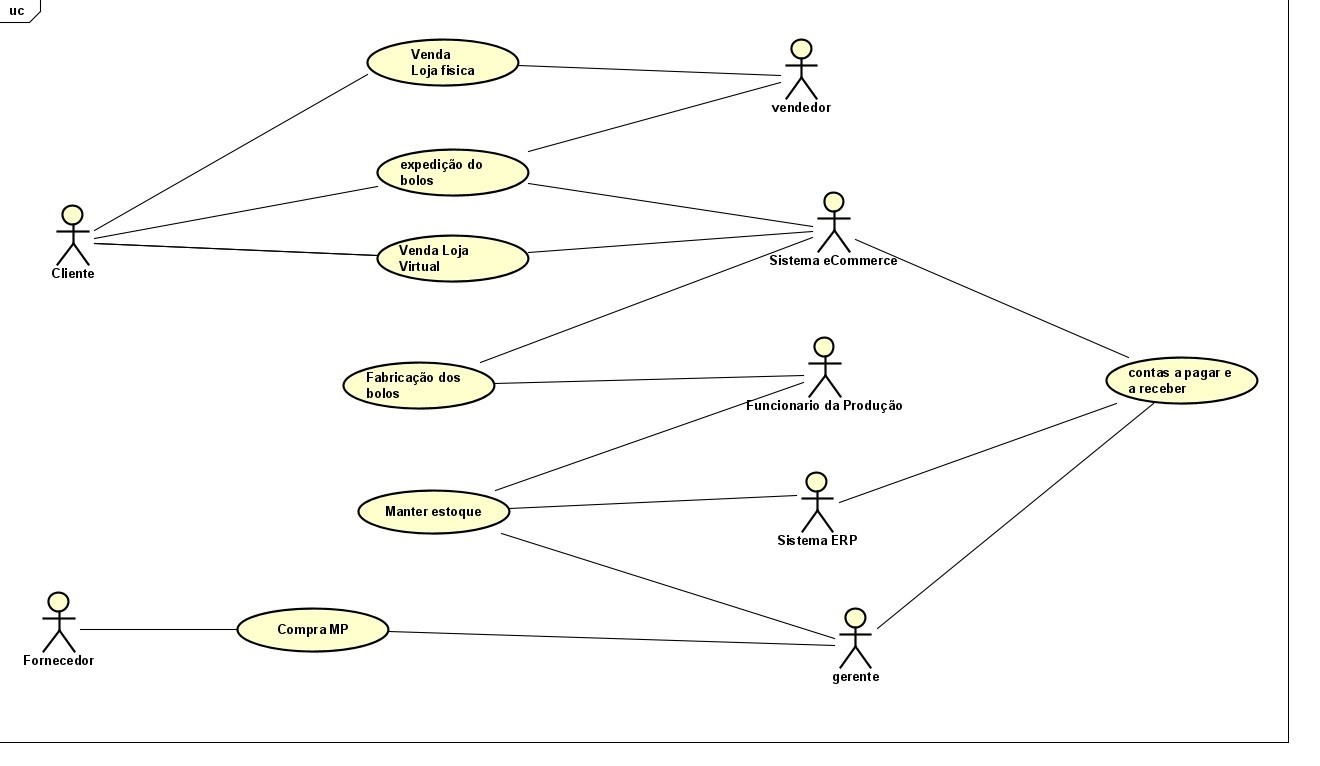 uc
Venda
Loja fisica
vendedor
expedição do
bolos
Cliente
Venda Loja
Virtual
Sistema eCommerce
Fabricação dos
bolos
Funcionario da Produção
contas a pagar e
a receber
Manter estoque
Sistema ERP
Fornecedor
Compra MP
gerente